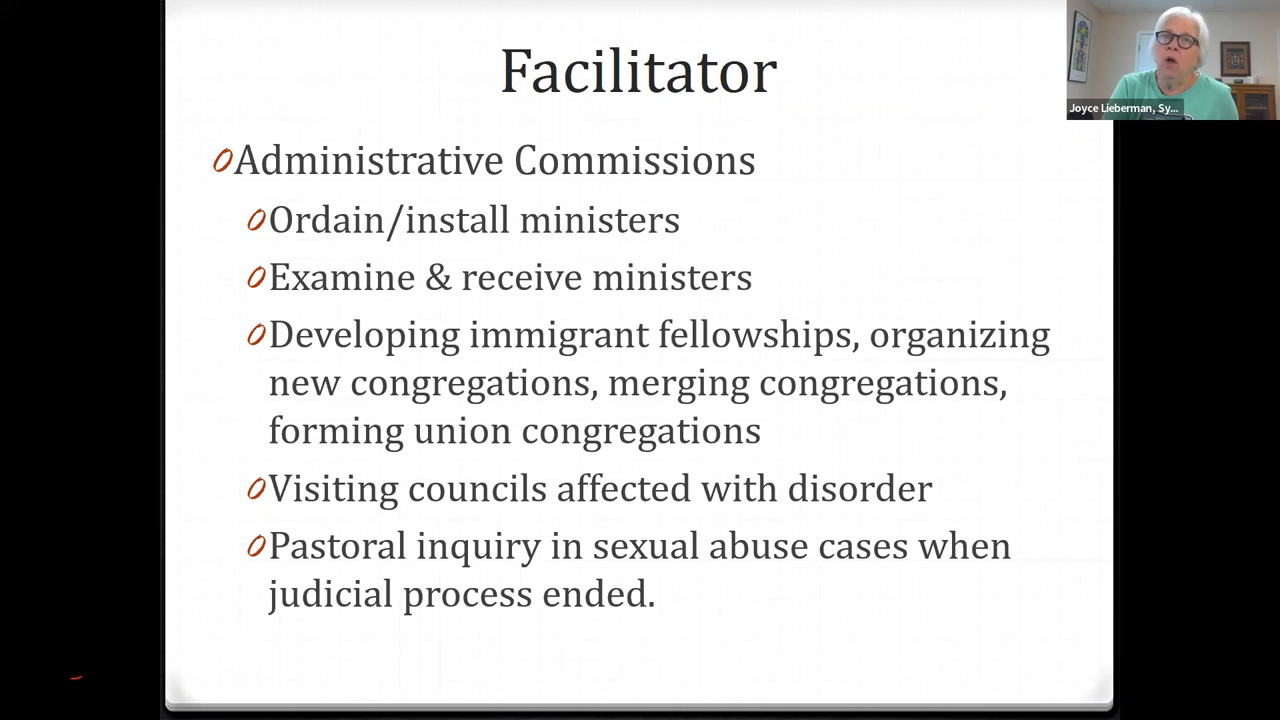 Facilitator
Joyce Lieberman, Sy...
Administrative Commissions
Ordain/install ministers
Examine & receive ministers
Developing immigrant fellowships, organizing
new congregations, merging congregations,
forming union congregations
Visiting councils affected with disorder
Pastoral inquiry in sexual abuse cases when
judicial process ended.